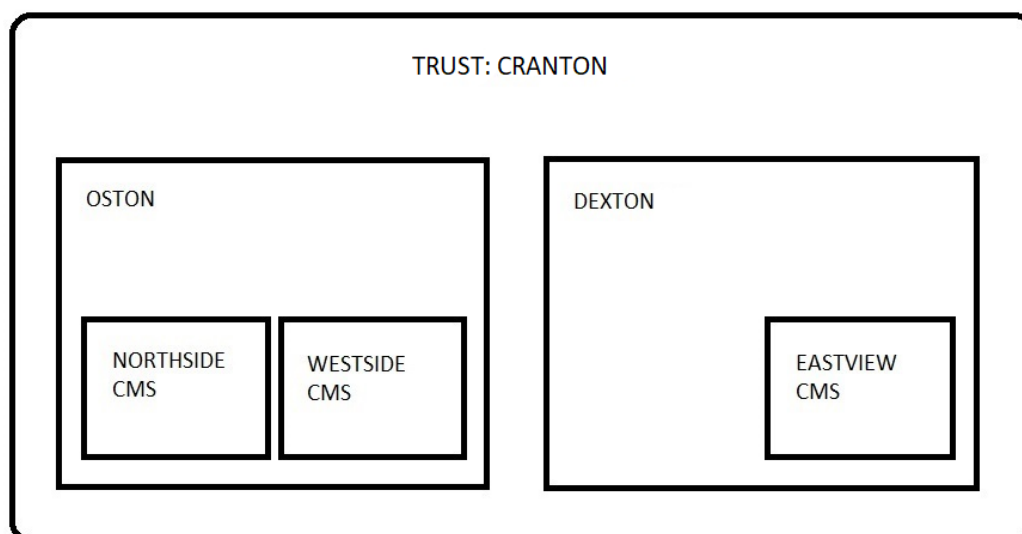 TRUST: CRANTON
OSTON
NORTHSIDE
CMS
WESTSIDE
CMS
DEXTON
EASTVIEW
CMS